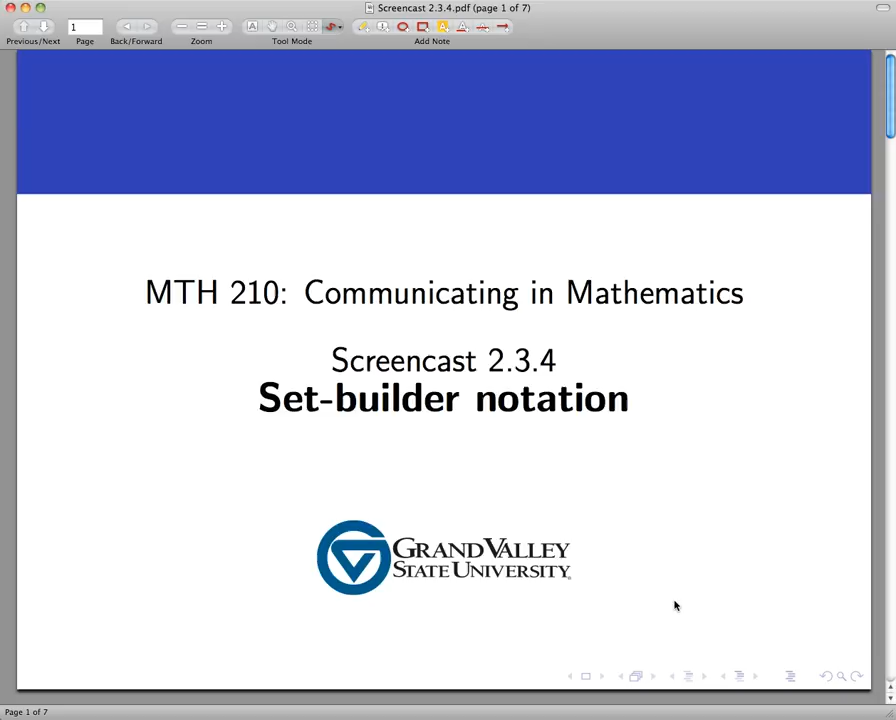 Screencast 2.3.4.pdf (page 1 of 7)
1
Previous/Next Page Back/Forward Zoom Tool Mode Add Note
MTH 210: Communicating in Mathematics
Screencast 2.3.4
Set-builder notation
GRAND VALLEY
STATE UNIVERSITY.
Page 1 of 7